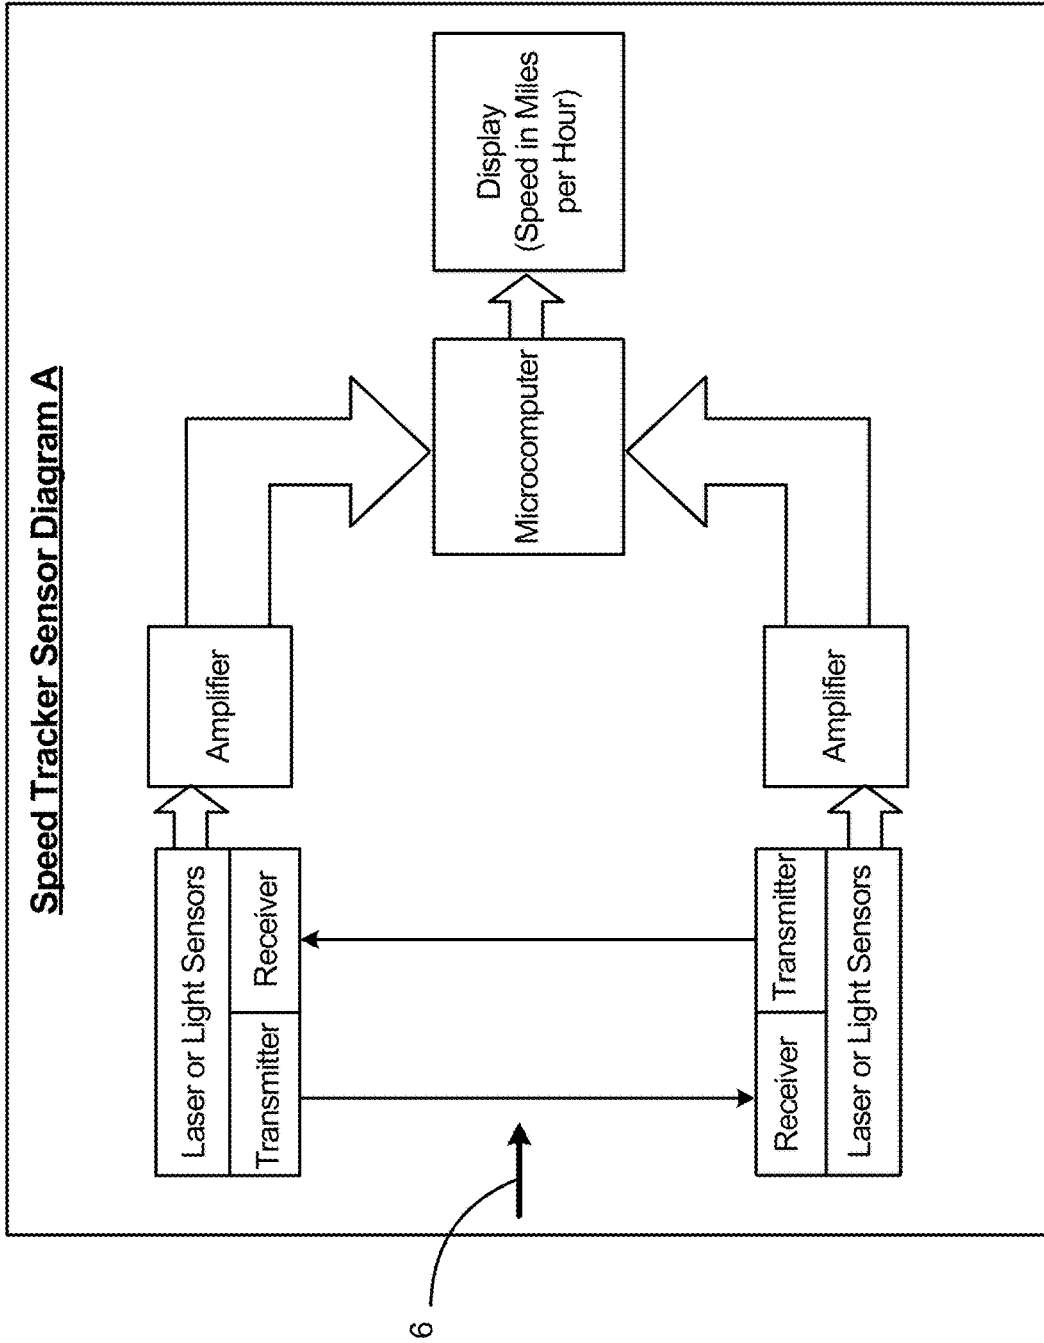 Speed Tracker Sensor Diagram A
Laser or Light Sensors
Transmitter
Receiver
Amplifier
6
Microcomputer
Display
(Speed in Miles
per Hour)
Receiver
Transmitter
Laser or Light Sensors
Amplifier